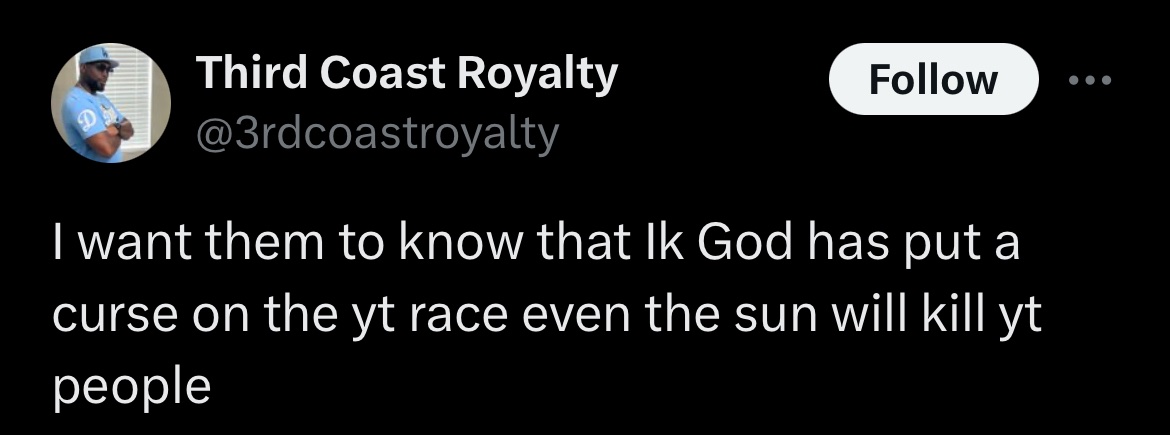 Third Coast Royalty
Follow
@3rdcoastroyalty
I want them to know that Ik God has put a
curse on the yt race even the sun will kill yt
people